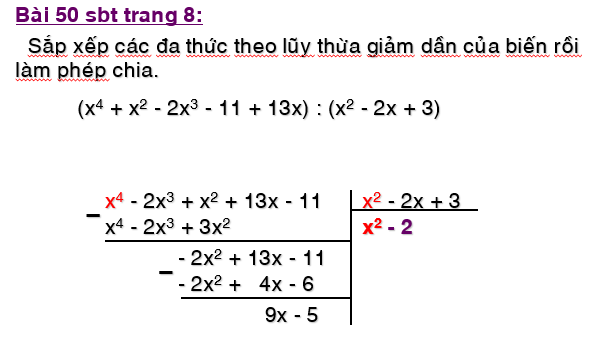 Bài 50 sbt trang 8:
Sắp xếp các đa thức theo lũy thừa giảm dần của biến rồi
làm phép chia.
(x⁴ + x² - 2x³ - 11 + 13x) : (x² - 2x + 3)
x⁴ - 2x³ + x² + 13x - 11 x² - 2x + 3
–
x⁴ - 2x³ + 3x² x² - 2
- 2x² + 13x - 11
–
- 2x² + 4x - 6
9x - 5